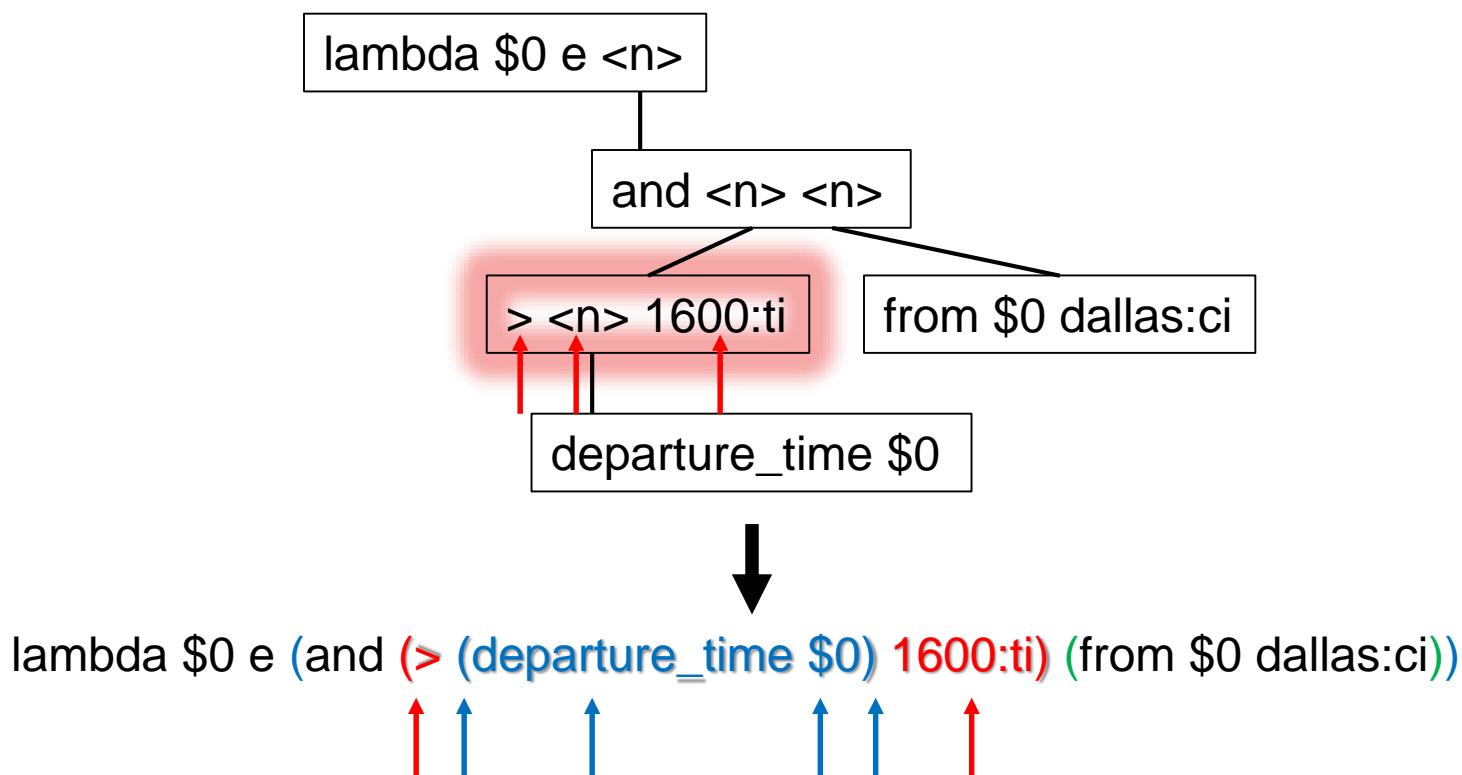 lambda $0 e <n>
and <n> <n>
> <n> 1600:ti
from $0 dallas:ci
departure_time $0
lambda $0 e (and (> (departure_time $0) 1600:ti) (from $0 dallas:ci))